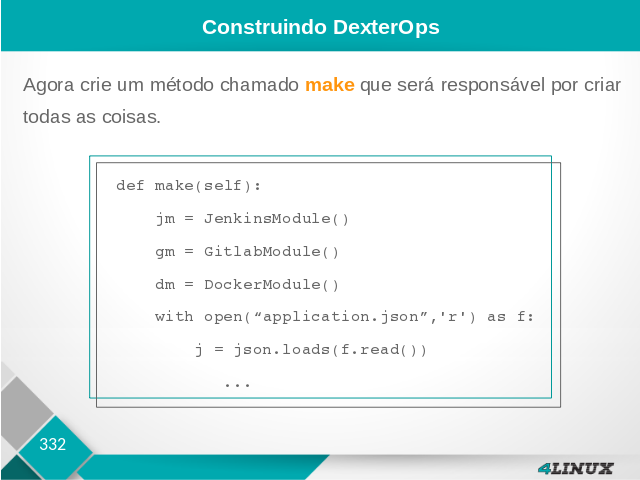 Construindo DexterOps
Agora crie um método chamado make que será responsável por criar
todas as coisas.
def make(self):
jm = JenkinsModule()
gm = GitlabModule()
dm = DockerModule()
with open(“application.json”,'r') as f:
j = json.loads(f.read())
...
332
4LINUX